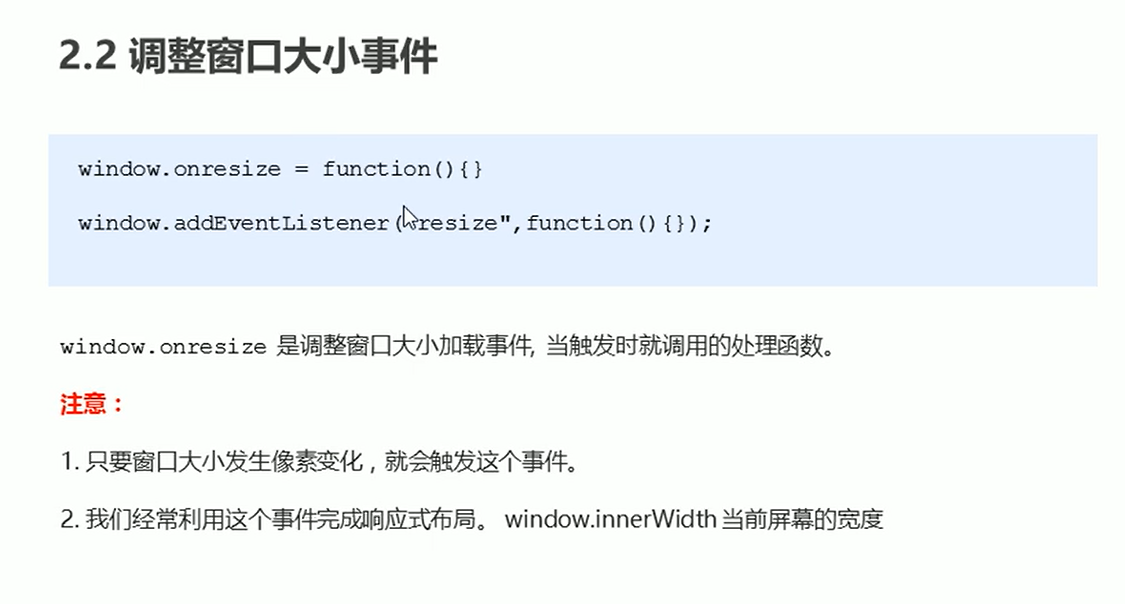 2.2 调整窗口大小事件
window.onresize = function(){}
window.addEventListener("resize",function(){});
window.onresize 是调整窗口大小加载事件, 当触发时就调用的处理函数。
注意：
1. 只要窗口大小发生像素变化，就会触发这个事件。
2. 我们经常利用这个事件完成响应式布局。 window.innerWidth 当前屏幕的宽度